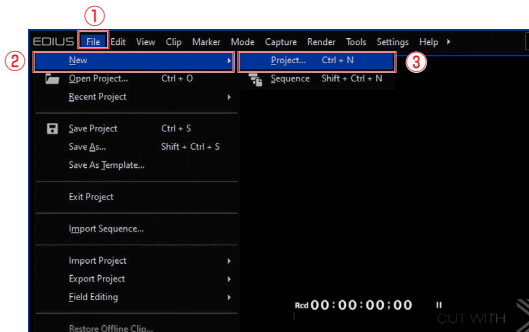 ①
EDIUS File Edit View Clip Marker Mode Capture Render Tools Settings Help
② New Project... Ctrl + N ③
Open Project... Ctrl + O Sequence Shift + Ctrl + N
Recent Project
Save Project Ctrl + S
Save As... Shift + Ctrl + S
Save As Template...
Exit Project
Import Sequence...
Import Project
Export Project
Field Editing
Rcd 00:00:00;00
CUT WITH
Restore Offline Clip...